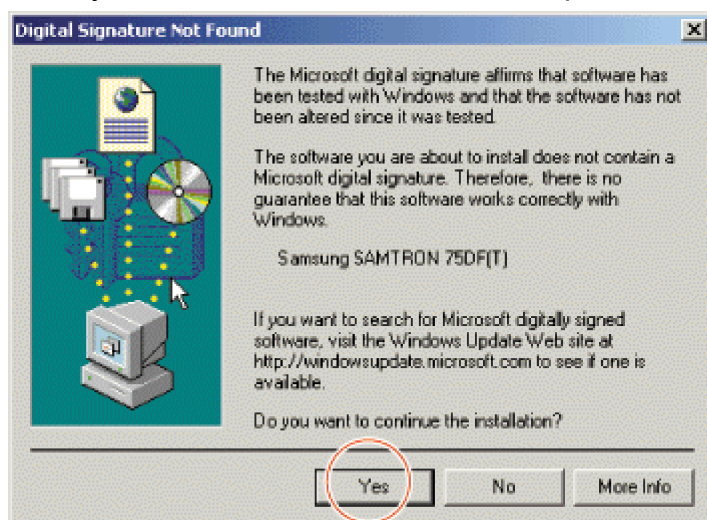 Digital Signature Not Found
The Microsoft digital signature affirms that software has
been tested with Windows and that the software has not
been altered since it was tested.
The software you are about to install does not contain a
Microsoft digital signature. Therefore, there is no
guarantee that this software works correctly with
Windows.
Samsung SAMTRON 75DF(T)
If you want to search for Microsoft digitally signed
software, visit the Windows Update Web site at
http://windowsupdate.microsoft.com to see if one is
available.
Do you want to continue the installation?
Yes
No
More Info